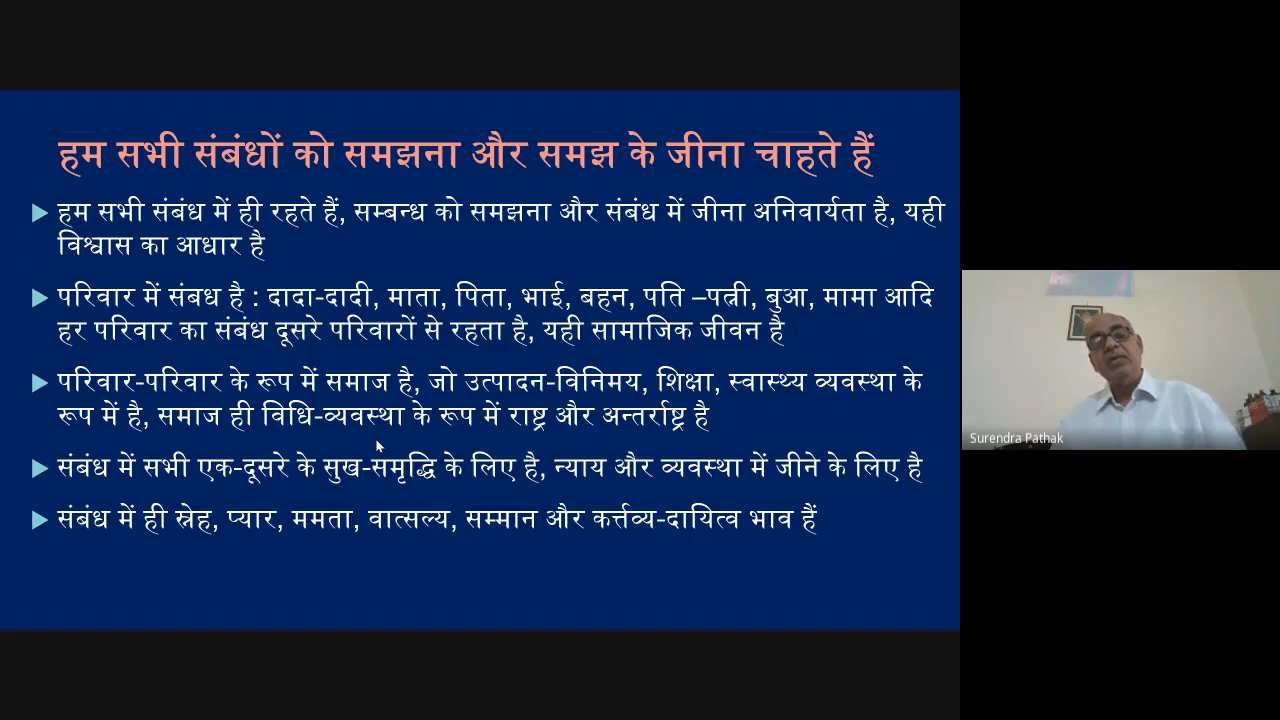 हम सभी संबंधों को समझना और समझ के जीना चाहते हैं
हम सभी संबंध में ही रहते हैं, सम्बन्ध को समझना और संबंध में जीना अनिवार्यता है, यही
विश्वास का आधार है
परिवार में संबध है : दादा-दादी, माता, पिता, भाई, बहन, पति –पत्नी, बुआ, मामा आदि
हर परिवार का संबंध दूसरे परिवारों से रहता है, यही सामाजिक जीवन है
परिवार-परिवार के रूप में समाज है, जो उत्पादन-विनिमय, शिक्षा, स्वास्थ्य व्यवस्था के
रूप में है, समाज ही विधि-व्यवस्था के रूप में राष्ट्र और अन्तर्राष्ट्र है
संबंध में सभी एक-दूसरे के सुख-समृद्धि के लिए है, न्याय और व्यवस्था में जीने के लिए है
संबंध में ही स्नेह, प्यार, ममता, वात्सल्य, सम्मान और कर्त्तव्य-दायित्व भाव हैं
Surendra Pathak